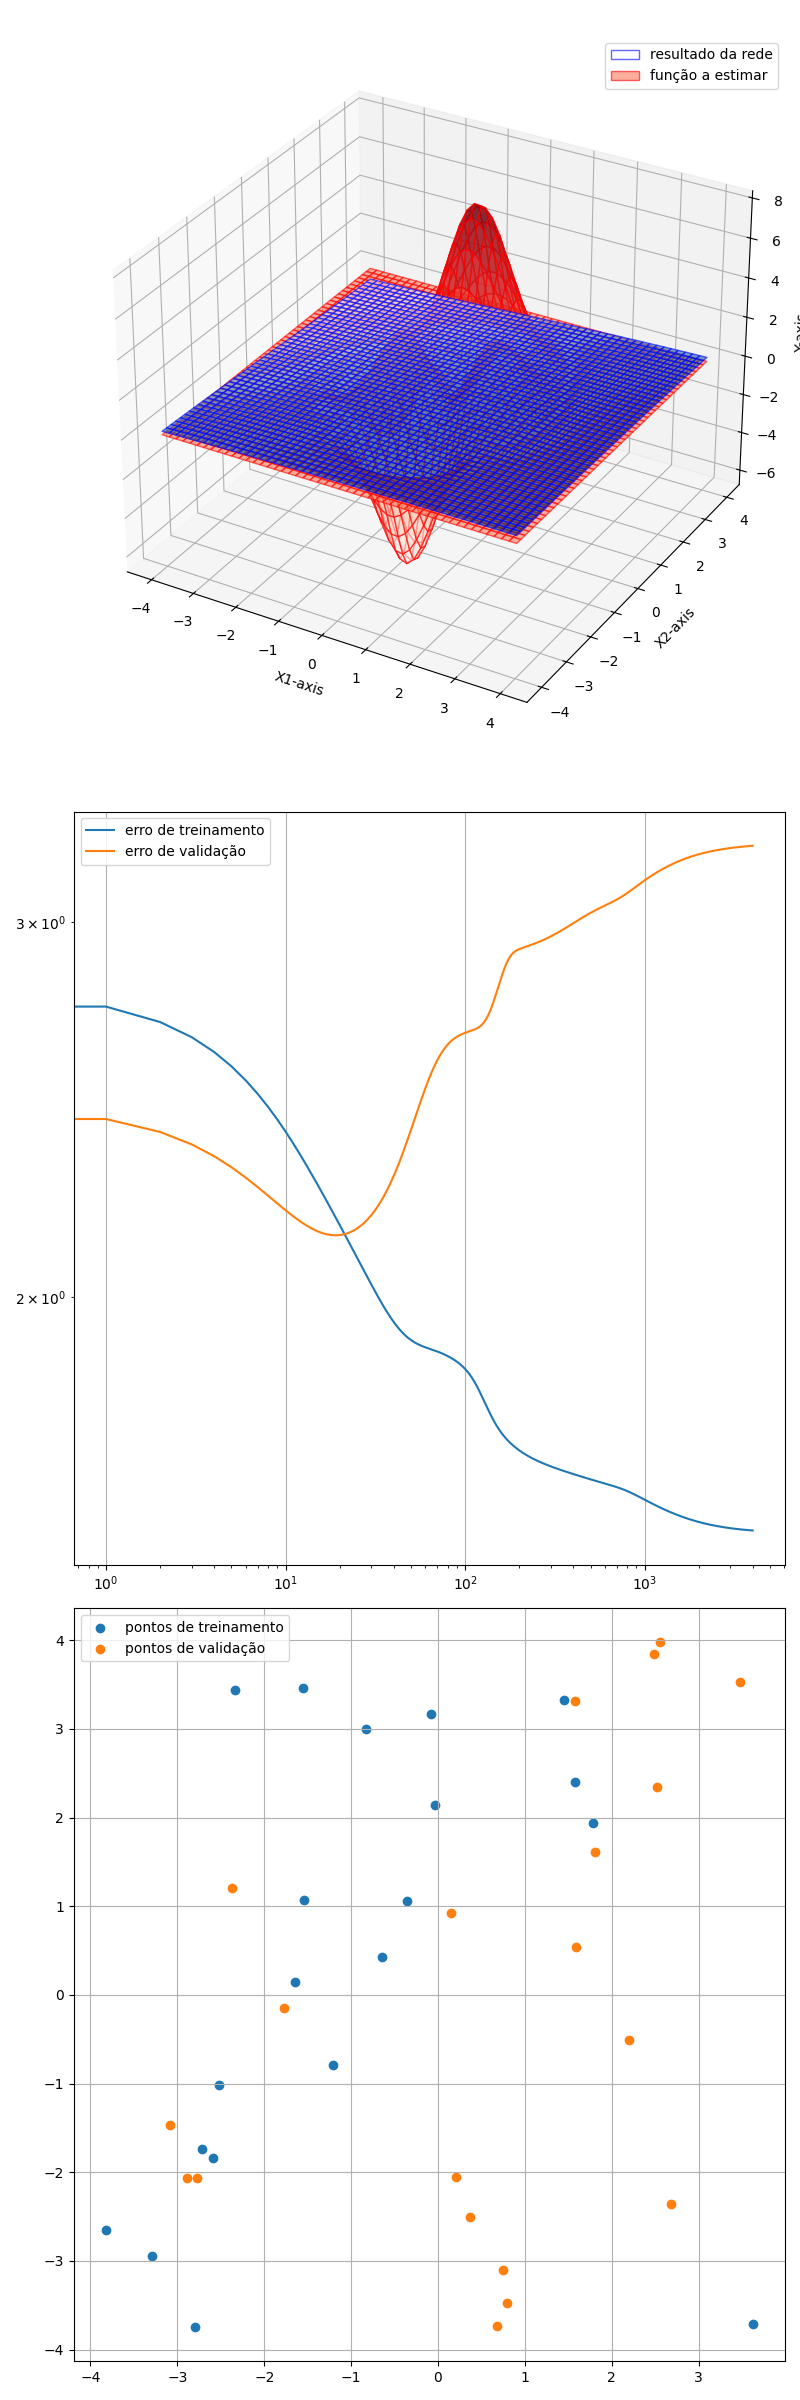 resultado da rede
função a estimar
8
6
4
2
0
−2
−4
−6
Y-axis
−4
−3
−2
−1
0
1
2
3
4
X1-axis
−4
−3
−2
−1
0
1
2
3
4
X2-axis
erro de treinamento
erro de validação
3 × 10⁰
2 × 10⁰
10⁰ 10¹ 10² 10³
pontos de treinamento
pontos de validação
4
3
2
1
0
−1
−2
−3
−4
−4 −3 −2 −1 0 1 2 3